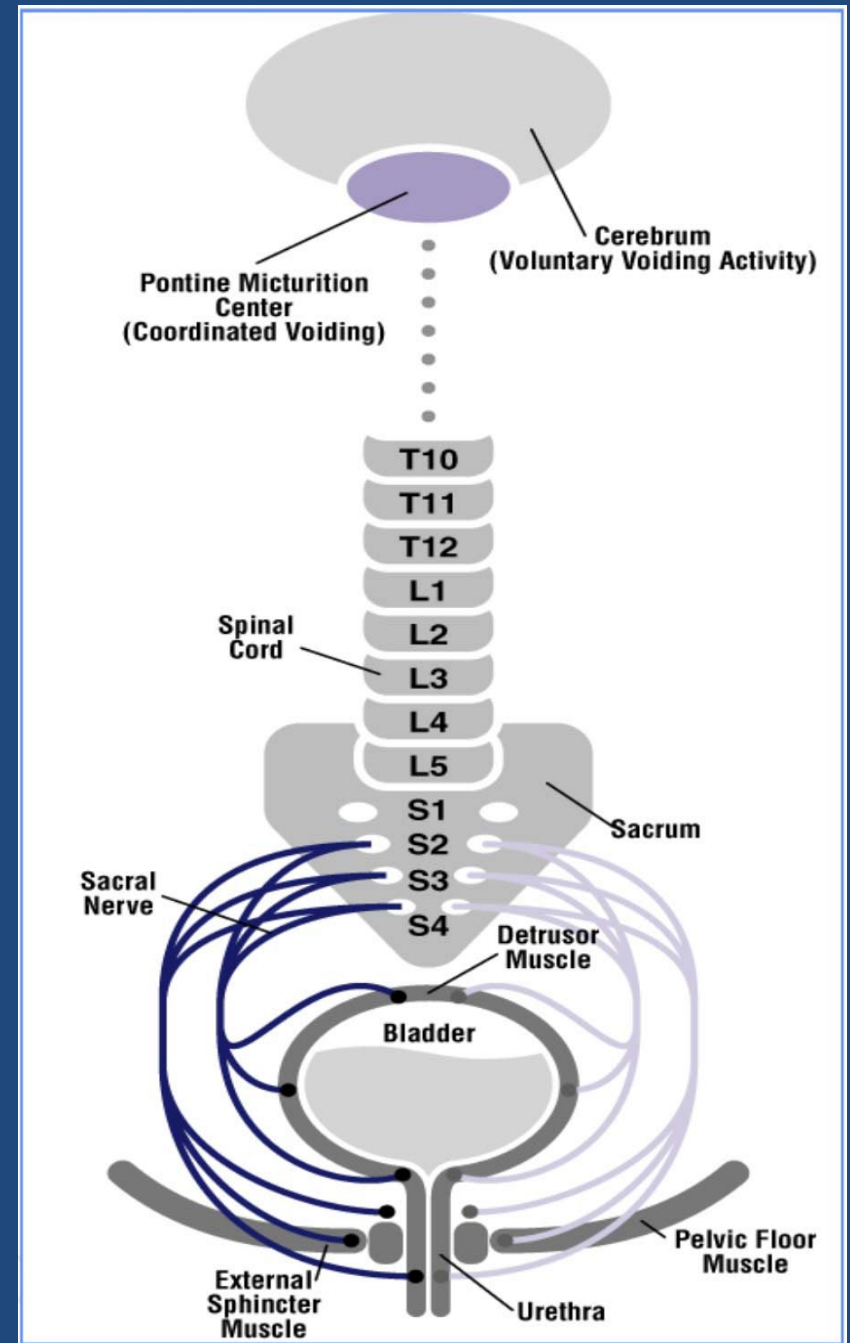 Cerebrum
(Voluntary Voiding Activity)
Pontine Micturition
Center
(Coordinated Voiding)
T10
T11
T12
L1
Spinal
Cord
L2
L3
L4
L5
S1
Sacrum
S2
S3
Sacral
Nerve
S4
Detrusor
Muscle
Bladder
Pelvic Floor
Muscle
External
Sphincter
Muscle
Urethra